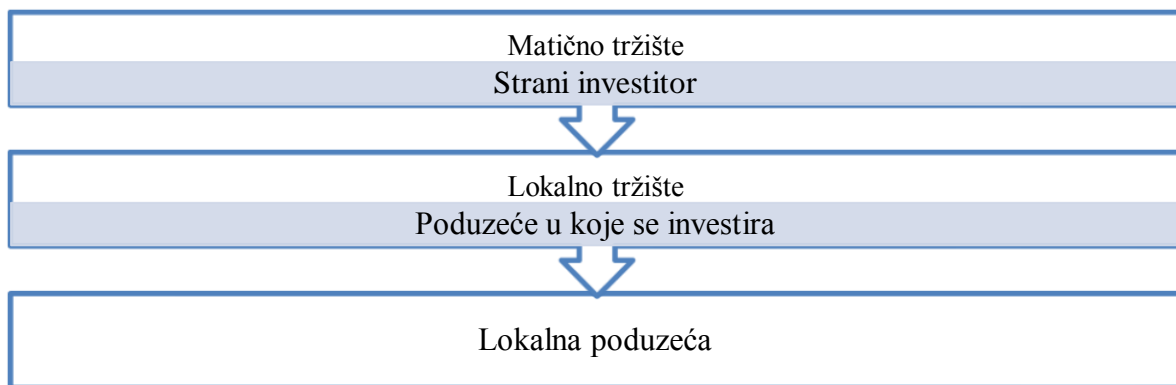 Matično tržište
Strani investitor
Lokalno tržište
Poduzeće u koje se investira
Lokalna poduzeća